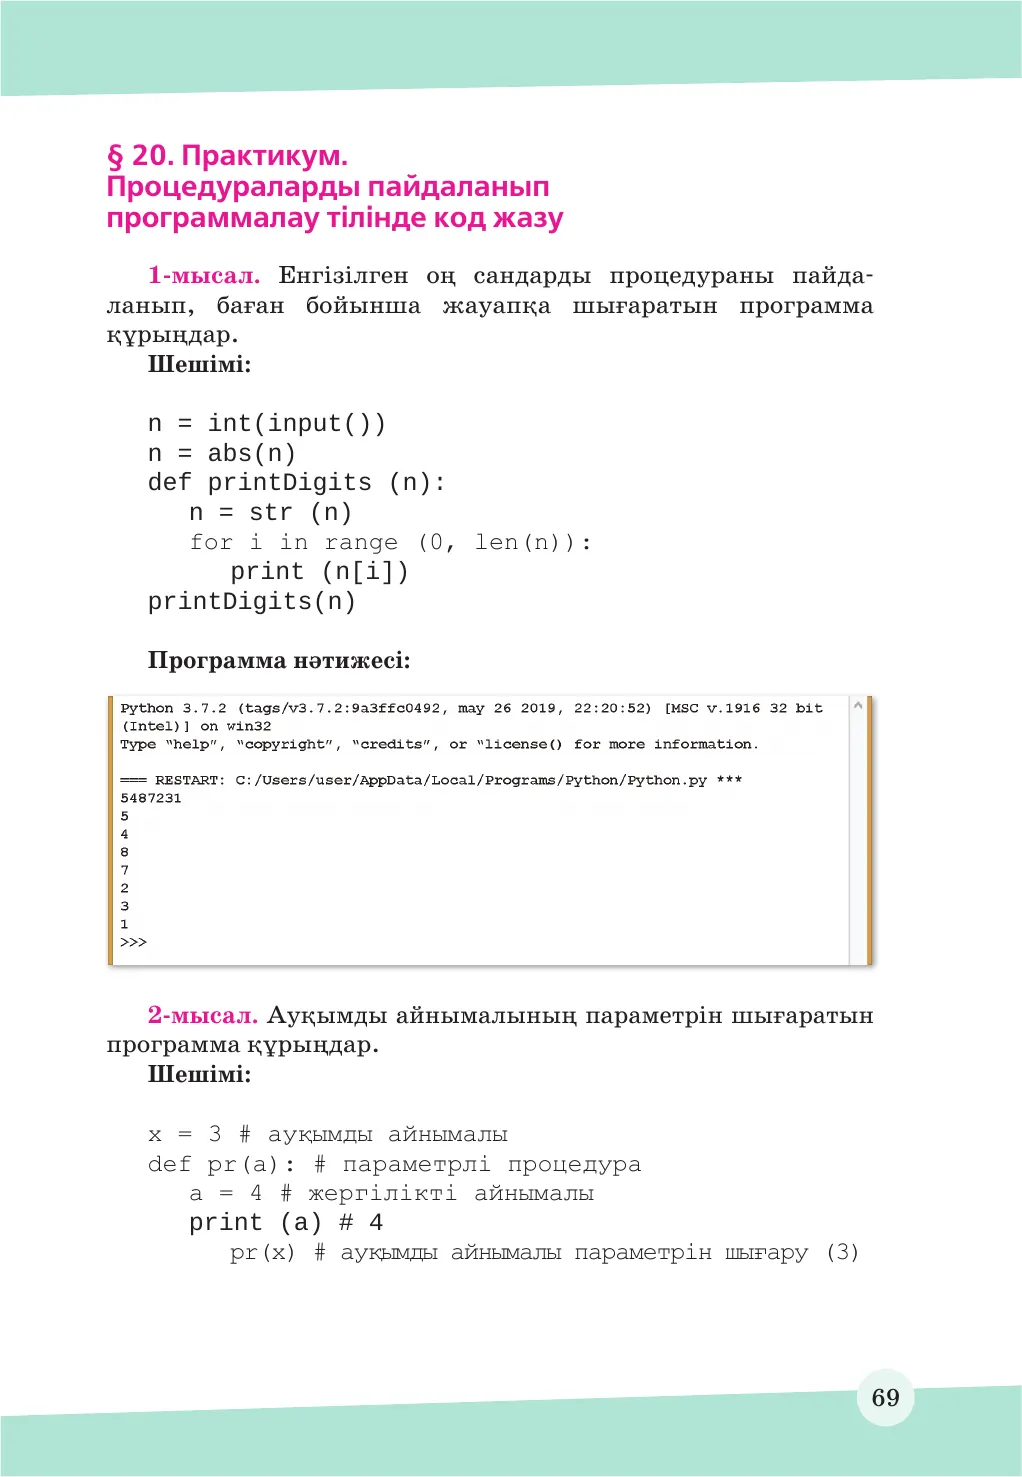 § 20. Практикум.
Процедураларды пайдаланып
программалау тілінде код жазу
1-мысал. Енгізілген оң сандарды процедураны пайда-
ланып, баған бойынша жауапқа шығаратын программа
құрыңдар.
Шешімі:
n = int(input())
n = abs(n)
def printDigits (n):
n = str (n)
for i in range (0, len(n)):
print (n[i])
printDigits(n)
Программа нәтижесі:
Python 3.7.2 (tags/v3.7.2:9a3ffc0492, may 26 2019, 22:20:52) [MSC v.1916 32 bit
(Intel)] on win32
Type “help”, “copyright”, “credits”, or “license() for more information.
=== RESTART: C:/Users/user/AppData/Local/Programs/Python/Python.py ***
5487231
5
4
8
7
2
3
1
>>>
2-мысал. Ауқымды айнымалының параметрін шығаратын
программа құрыңдар.
Шешімі:
x = 3 # ауқымды айнымалы
def pr(a): # параметрлі процедура
a = 4 # жергілікті айнымалы
print (a) # 4
pr(x) # ауқымды айнымалы параметрін шығару (3)
69